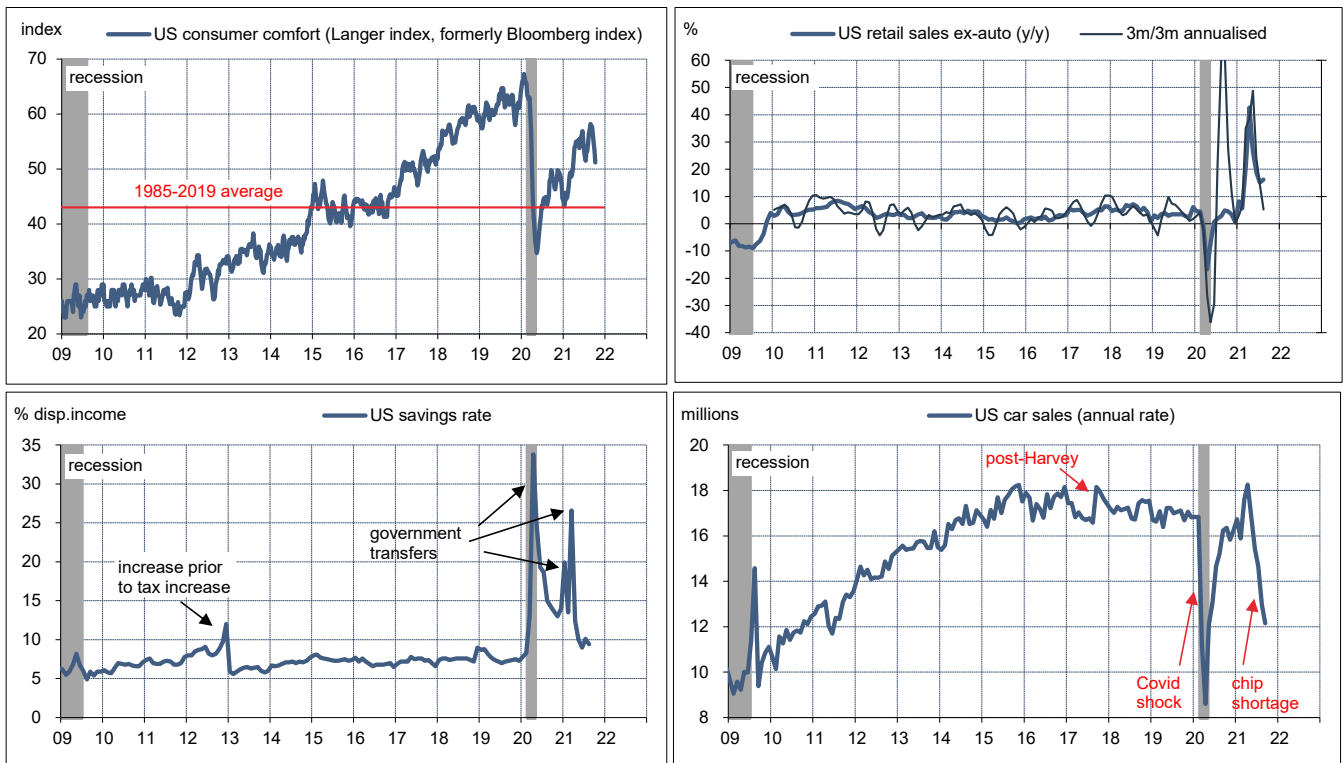 index
US consumer comfort (Langer index, formerly Bloomberg index)
70
60
50
40
30
20
recession
1985-2019 average
09 10 11 12 13 14 15 16 17 18 19 20 21 22
%
US retail sales ex-auto (y/y) 3m/3m annualised
60
50
40
30
20
10
0
-10
-20
-30
-40
recession
09 10 11 12 13 14 15 16 17 18 19 20 21 22
% disp.income
US savings rate
35
30
25
20
15
10
5
0
recession
increase prior
to tax increase
government
transfers
09 10 11 12 13 14 15 16 17 18 19 20 21 22
millions
US car sales (annual rate)
20
18
16
14
12
10
8
recession
post-Harvey
Covid
shock
chip
shortage
09 10 11 12 13 14 15 16 17 18 19 20 21 22